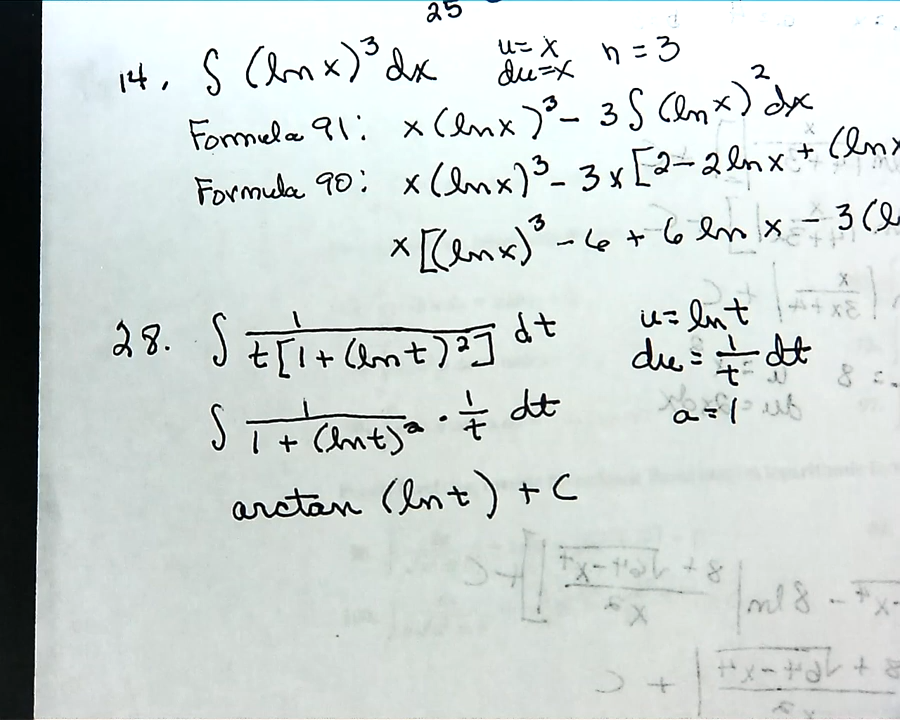 25
14. ∫ (ln x)³ dx   u = x   n = 3
du = x
Formula 91: x (ln x)³ - 3 ∫ (ln x)² dx
Formula 90: x (ln x)³ - 3x [2 - 2 ln x + (ln x
x [(ln x)³ - 6 + 6 ln x - 3 (l
28. ∫ 1 / t[1 + (ln t)²] dt   u = ln t
du = 1/t dt
∫ 1 / 1 + (ln t)² · 1/t dt   a = 1
arctan (ln t) + C